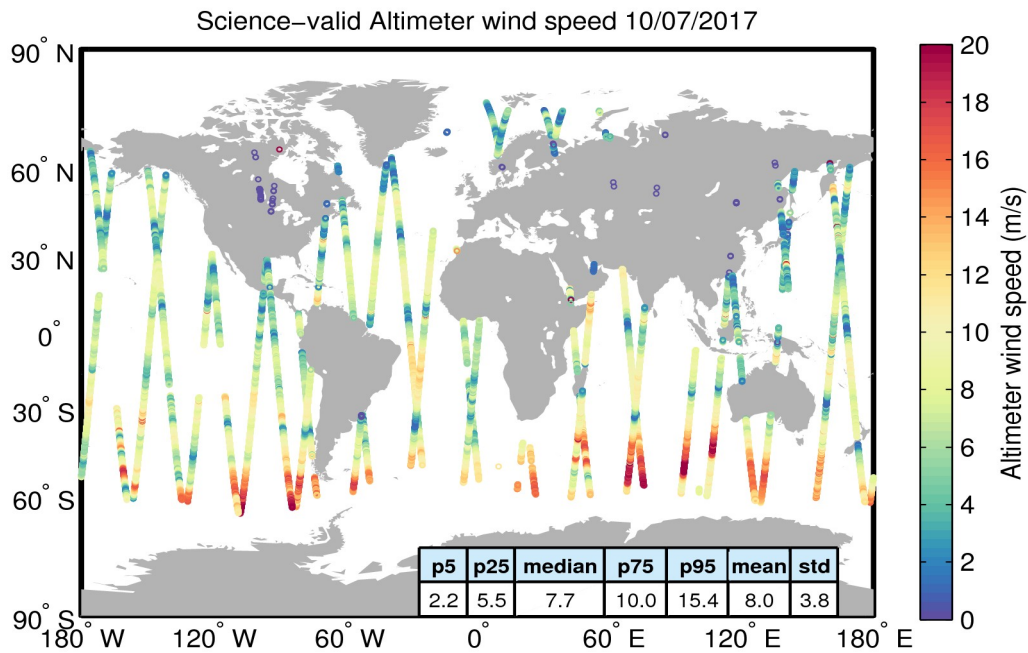 Science−valid Altimeter wind speed 10/07/2017
90° N
60° N
30° N
0°
30° S
60° S
90° S
180° W
120° W
60° W
0°
60° E
120° E
180° E
p5 p25 median p75 p95 mean std
2.2 5.5 7.7 10.0 15.4 8.0 3.8
20
18
16
14
12
10
8
6
4
2
0
Altimeter wind speed (m/s)